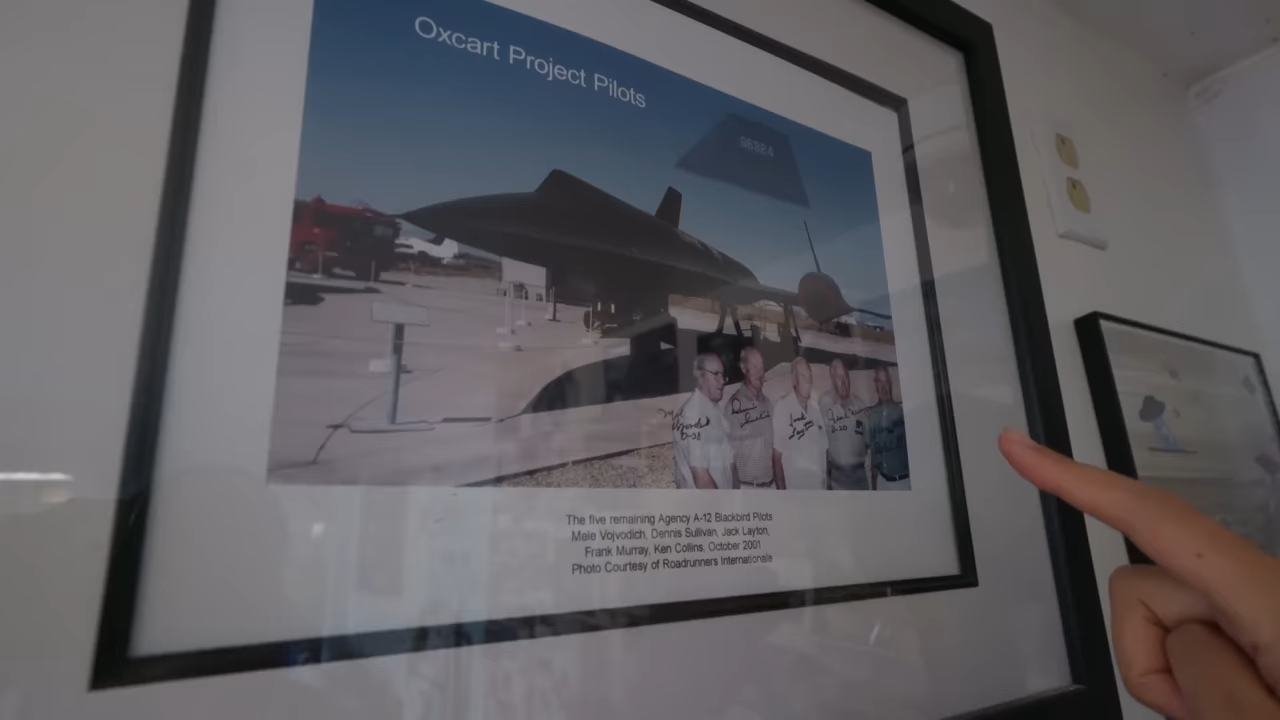 Oxcart Project Pilots
The five remaining Agency A-12 Blackbird Pilots
Mele Vojvodich, Dennis Sullivan, Jack Layton,
Frank Murray, Ken Collins, October 2001
Photo Courtesy of Roadrunners Internationale